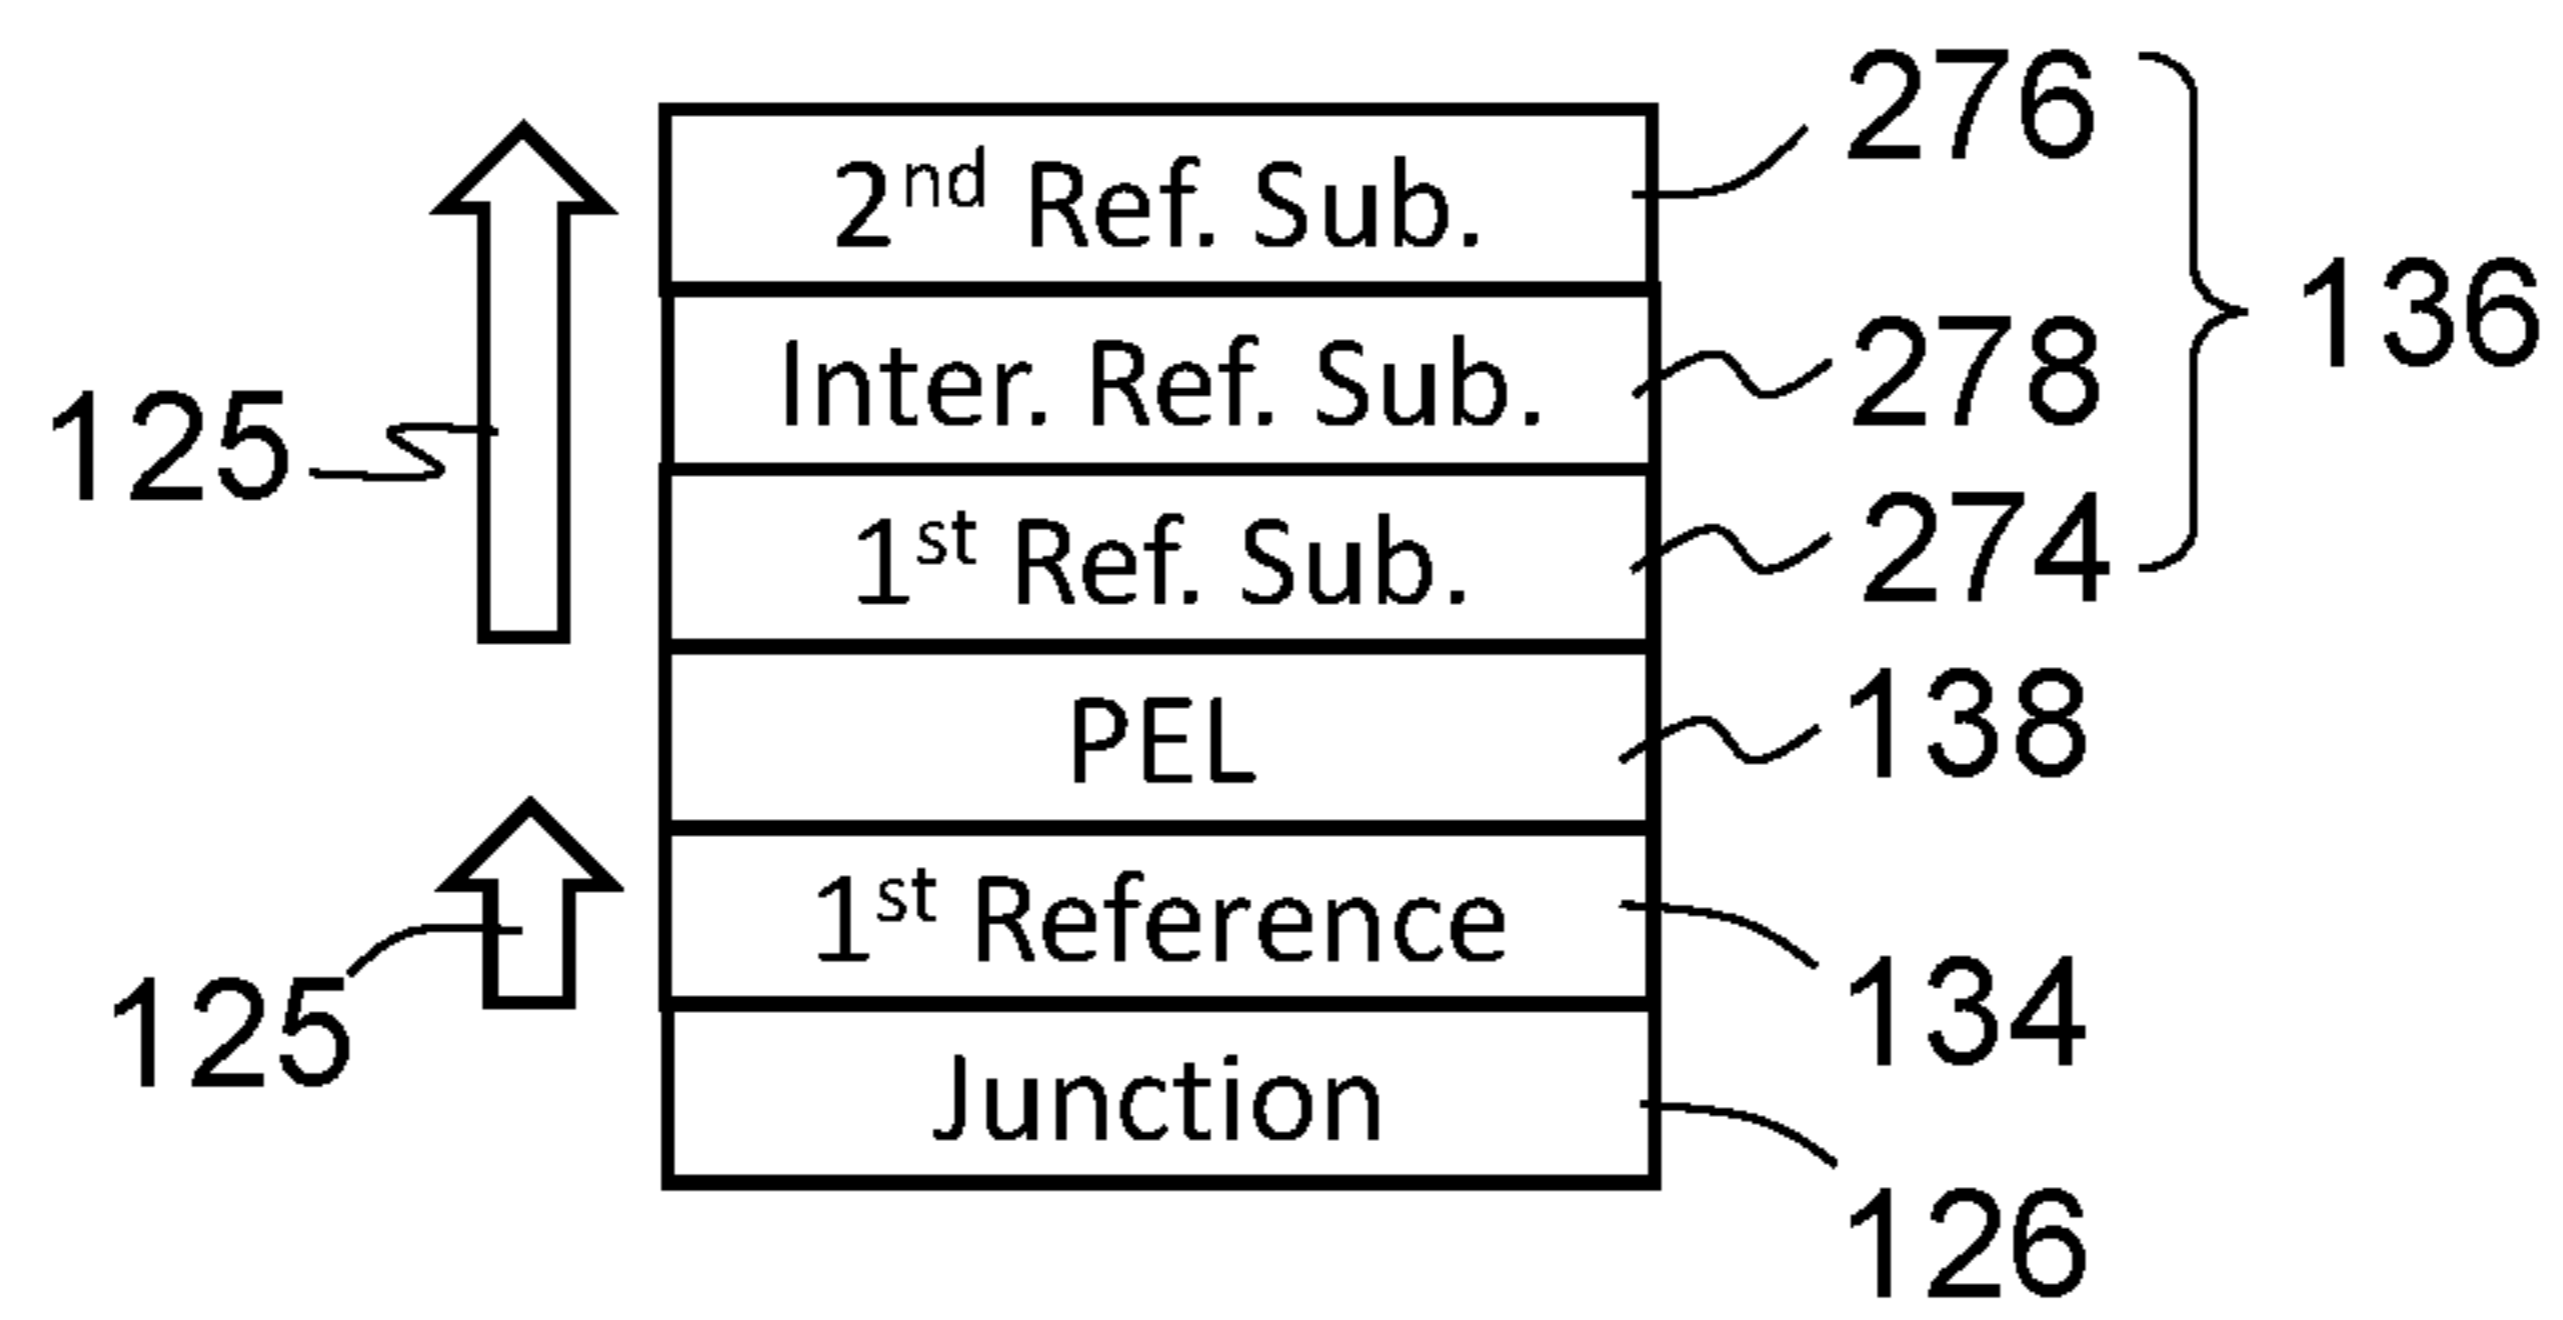 276
2nd Ref. Sub.
136
Inter. Ref. Sub.
278
125
1st Ref. Sub.
274
PEL
138
1st Reference
134
125
Junction
126